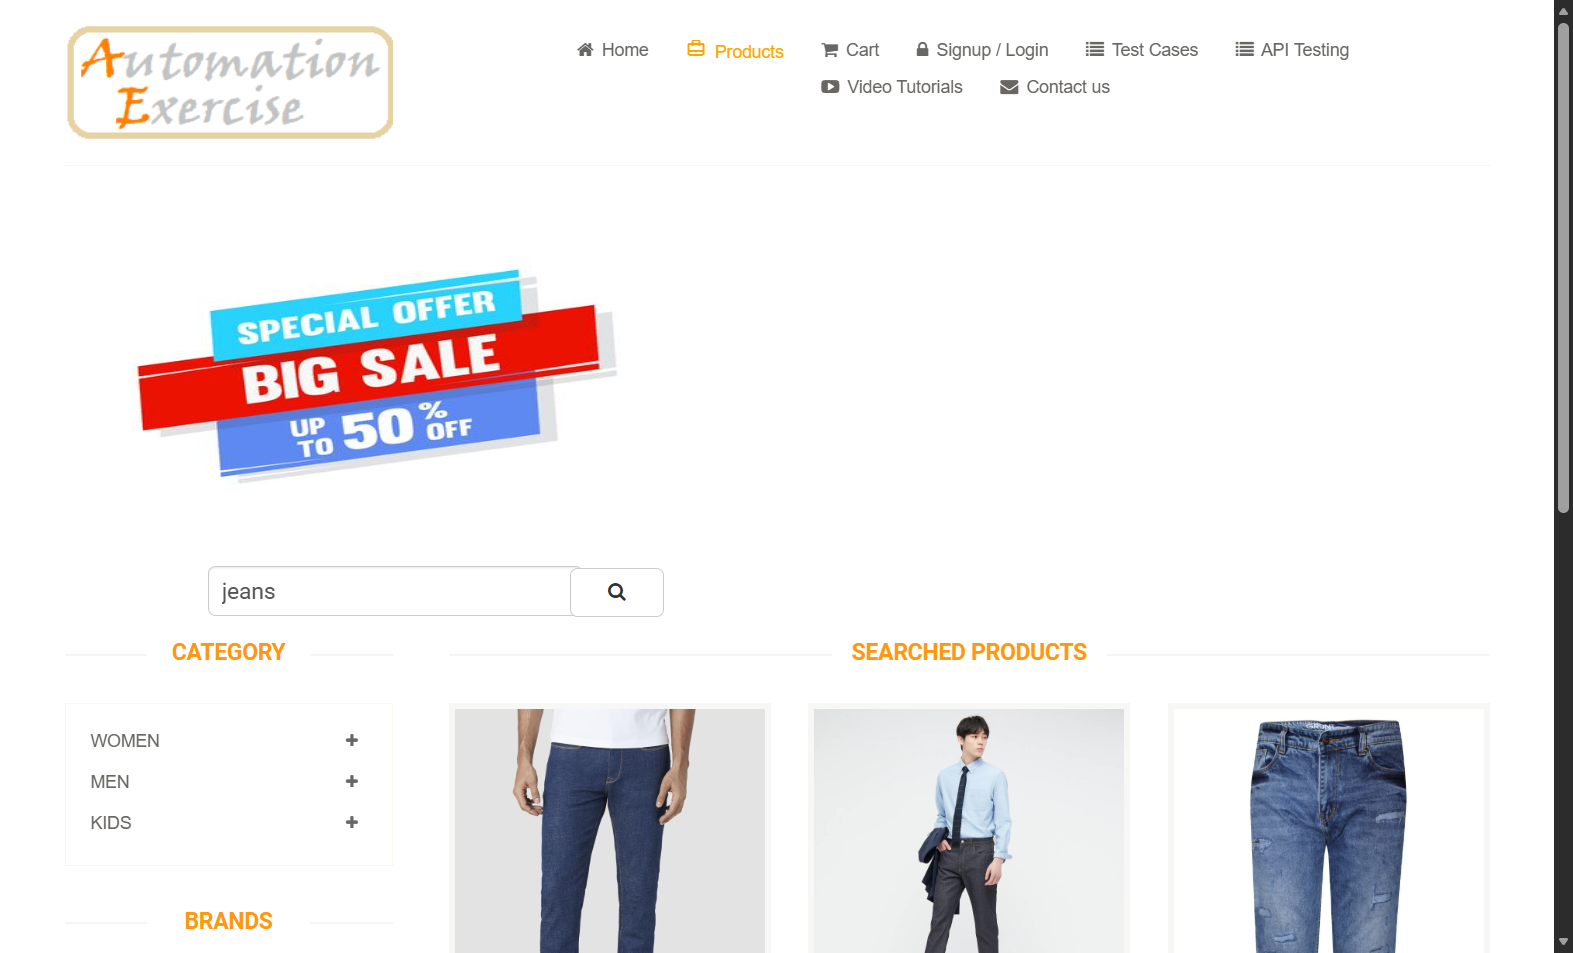 Automation
Exercise
Home
Products
Cart
Signup / Login
Test Cases
API Testing
Video Tutorials
Contact us
SPECIAL OFFER
BIG SALE
UP TO 50% OFF
jeans
CATEGORY
SEARCHED PRODUCTS
WOMEN
MEN
KIDS
BRANDS